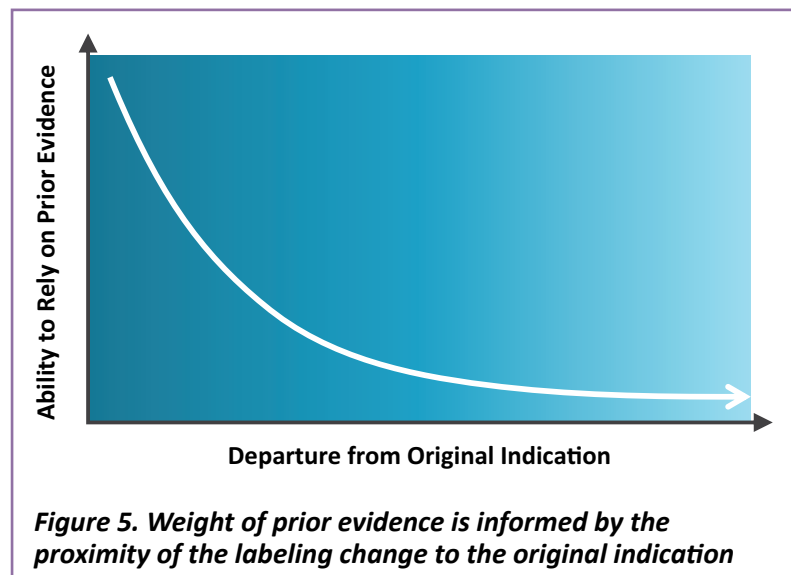 Ability to Rely on Prior Evidence
Departure from Original Indication
Figure 5. Weight of prior evidence is informed by the
proximity of the labeling change to the original indication